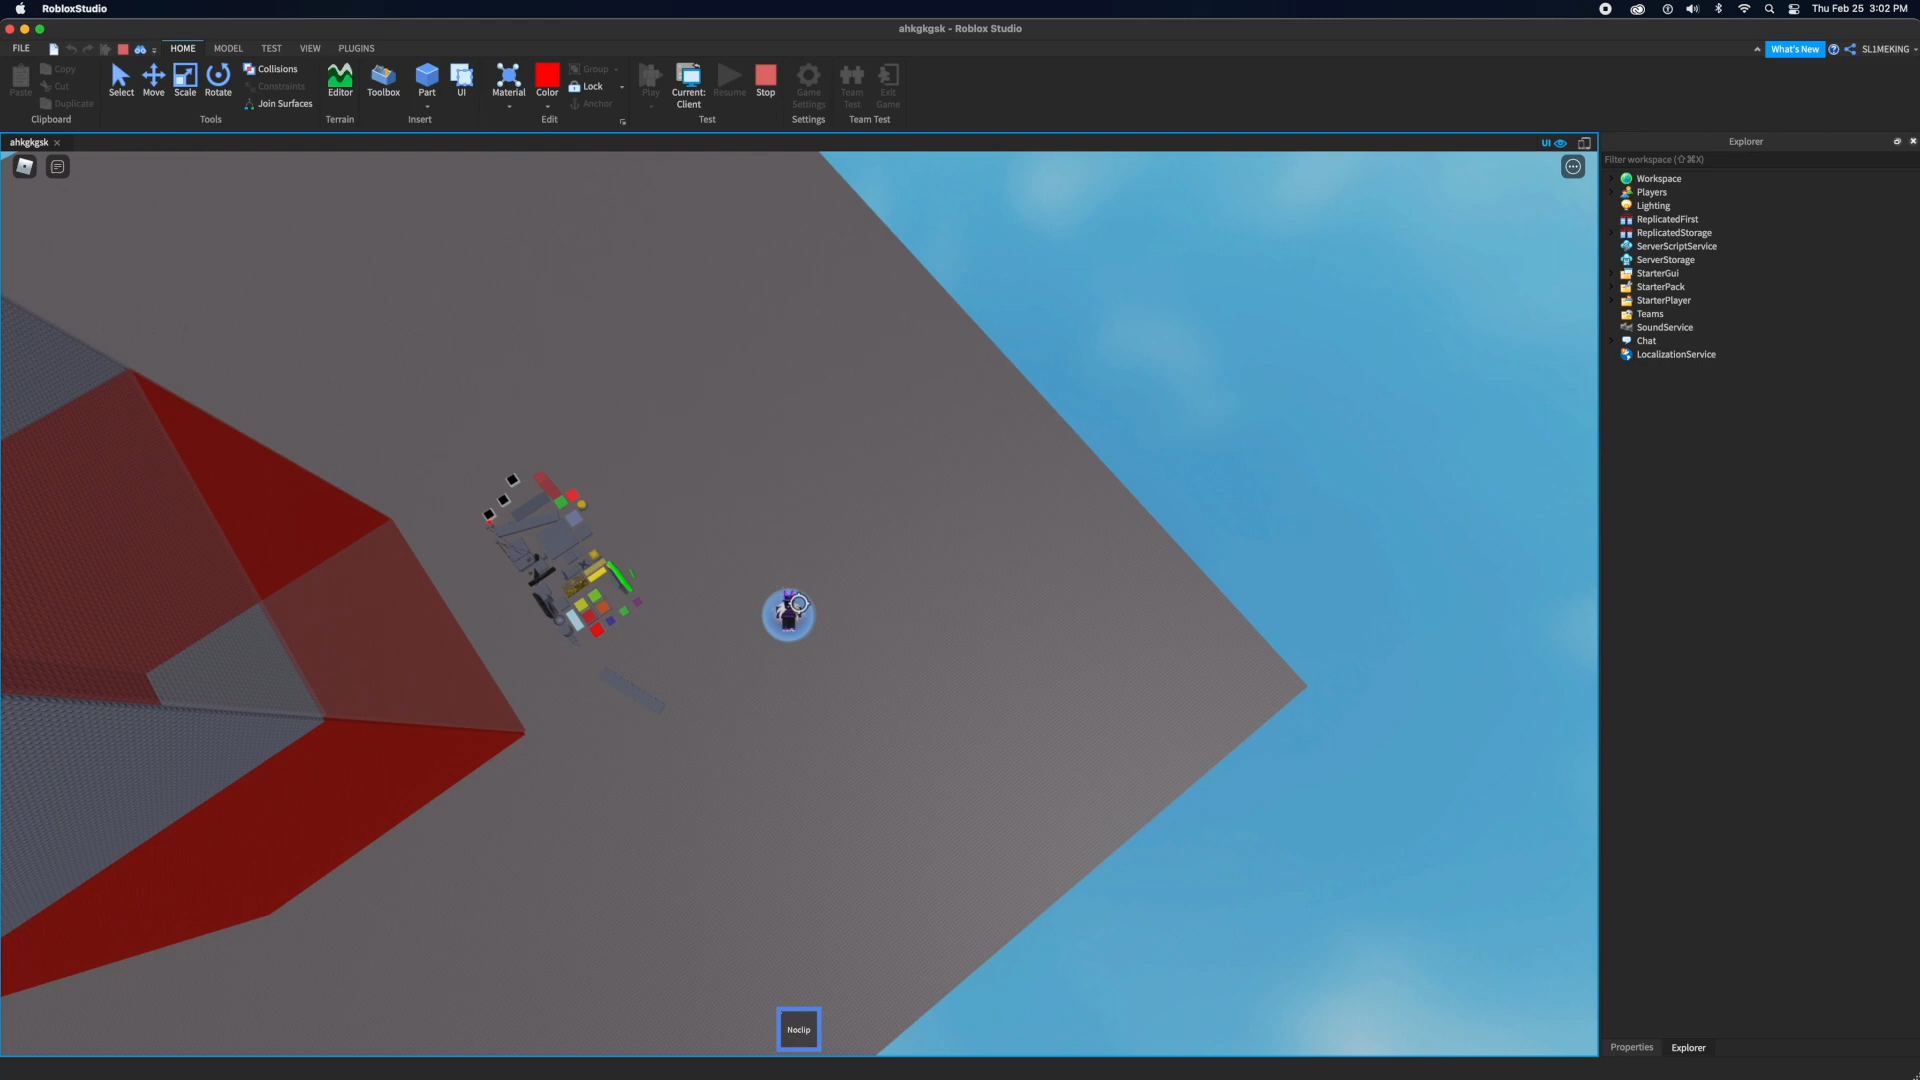 RobloxStudio
Thu Feb 25 3:02 PM
ahkgkgsk - Roblox Studio
FILE
HOME
MODEL
TEST
VIEW
PLUGINS
What's New
SL1MEKING
Paste
Copy
Cut
Duplicate
Clipboard
Select
Move
Scale
Rotate
Collisions
Constraints
Join Surfaces
Tools
Editor
Terrain
Toolbox
Part
UI
Insert
Material
Color
Group
Lock
Anchor
Edit
Play
Current:
Client
Resume
Stop
Test
Game
Settings
Settings
Team
Test
Exit
Game
Team Test
ahkgkgsk
UI
Explorer
Filter workspace (⇧⌘X)
Workspace
Players
Lighting
ReplicatedFirst
ReplicatedStorage
ServerScriptService
ServerStorage
StarterGui
StarterPack
StarterPlayer
Teams
SoundService
Chat
LocalizationService
Noclip
Properties
Explorer